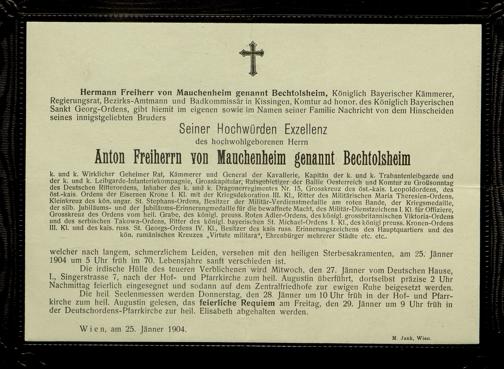 Hermann Freiherr von Mauchenheim genannt Bechtolsheim, Königlich Bayerischer Kämmerer,
Regierungsrat, Bezirks-Amtmann und Badkommissär in Kissingen, Komtur ad honor. des Königlich Bayerischen
Sankt Georg-Ordens, gibt hiemit im eigenen sowie im Namen seiner Familie Nachricht von dem Hinscheiden
seines innigstgeliebten Bruders
Seiner Hochwürden Exzellenz
des hochwohlgeborenen Herrn
Anton Freiherrn von Mauchenheim genannt Bechtolsheim
k. und k. Wirklicher Geheimer Rat, Kämmerer und General der Kavallerie, Kapitän der k. und k. Trabantenleibgarde und
der k. und k. Leibgarde-Infanteriekompagnie, Grosskapitular, Ratsgebietiger der Ballie Oesterreich und Komtur zu Großsonntag
des Deutschen Ritterordens, Inhaber des k. und k. Dragonerregimentes Nr. 15, Grosskreuz des öst.-kais. Leopoldordens, des
öst.-kais. Ordens der Eisernen Krone I. Kl. mit der Kriegsdekoration III. Kl., Ritter des Militärischen Maria Theresien-Ordens,
Kleinkreuz des kön. ungar. St. Stephans-Ordens, Besitzer der Militär-Verdienstmedaille am roten Bande, der Kriegsmedaille,
der silb. Jubiläums- und der Jubiläums-Erinnerungsmedaille für die bewaffnete Macht, des Militär-Dienstzeichens I. Kl. für Offiziere,
Grosskreuz des Ordens vom heil. Grabe, des königl. preuss. Roten Adler-Ordens, des königl. grossbritannischen Viktoria-Ordens
und des serbischen Takowa-Ordens, Ritter des königl. bayerischen St. Michael-Ordens I. Kl., des königl. preuss. Kronen-Ordens
III. Kl. und des kais. russ. St. Georgs-Ordens IV. Kl., Besitzer des kais russ. Erinnerungszeichens des Hauptquartiers und des
kön. rumänischen Kreuzes „Virtute militara", Ehrenbürger mehrerer Städte etc. etc.
welcher nach langem, schmerzlichem Leiden, versehen mit den heiligen Sterbesakramenten, am 25. Jänner
1904 um 5 Uhr früh im 70. Lebensjahre sanft verschieden ist.
Die irdische Hülle des teueren Verblichenen wird Mittwoch, den 27. Jänner vom Deutschen Hause,
I., Singerstrasse 7, nach der Hof- und Pfarrkirche zum heil. Augustin überführt, dortselbst präzise 2 Uhr
Nachmittag feierlich eingesegnet und sodann auf dem Zentralfriedhofe zur ewigen Ruhe beigesetzt werden.
Die heil Seelenmessen werden Donnerstag, den 28. Jänner um 10 Uhr früh in der Hof- und Pfarr-
kirche zum heil. Augustin gelesen, das feierliche Requiem am Freitag, den 29. Jänner um 9 Uhr früh in
der Deutschordens-Pfarrkirche zur heil. Elisabeth abgehalten werden.
Wien, am 25. Jänner 1904.
M. Jank, Wien.